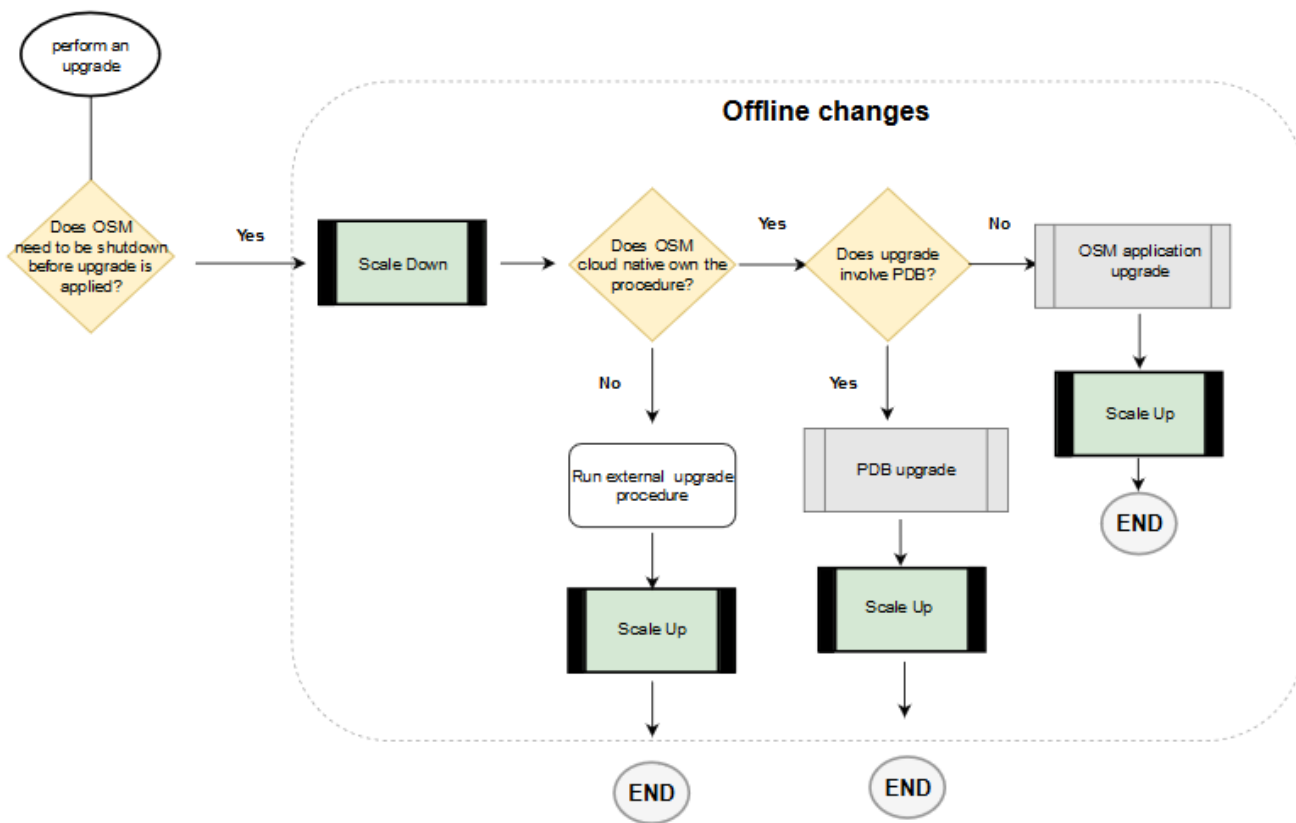 perform an
upgrade
Offline changes
Does OSM
need to be shutdown
before upgrade is
applied?
Yes
Scale Down
Does OSM
cloud native own the
procedure?
Yes
Does upgrade
involve PDB?
No
OSM application
upgrade
No
Yes
Scale Up
Run external upgrade
procedure
PDB upgrade
END
Scale Up
Scale Up
END
END